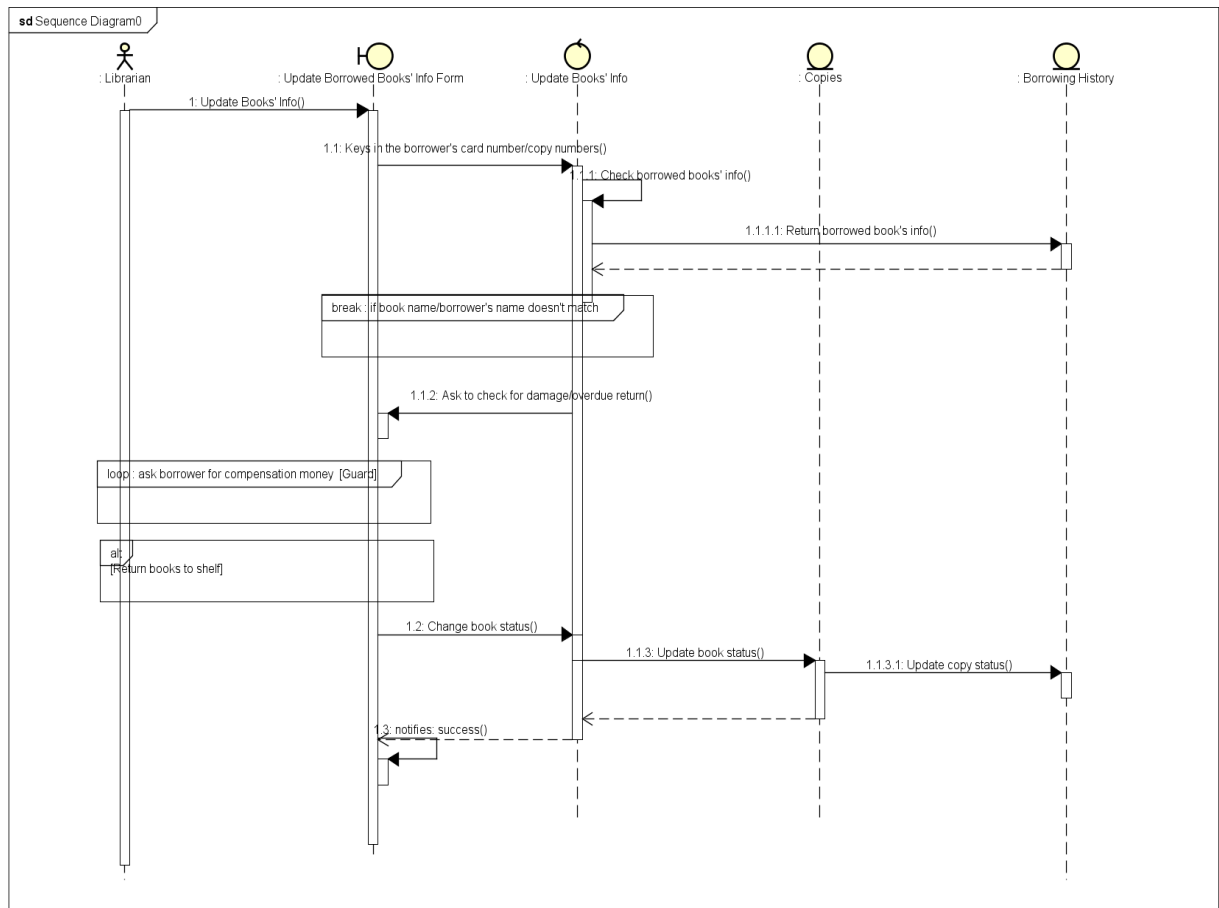 sd Sequence Diagram0
: Librarian
: Update Borrowed Books' Info Form
: Update Books' Info
: Copies
: Borrowing History
1: Update Books' Info()
1.1: Keys in the borrower's card number/copy numbers()
1.1.1: Check borrowed books' info()
1.1.1.1: Return borrowed book's info()
break : if book name/borrower's name doesn't match
1.1.2: Ask to check for damage/overdue return()
loop : ask borrower for compensation money [Guard]
alt
[Return books to shelf]
1.2: Change book status()
1.1.3: Update book status()
1.1.3.1: Update copy status()
1.3: notifies: success()